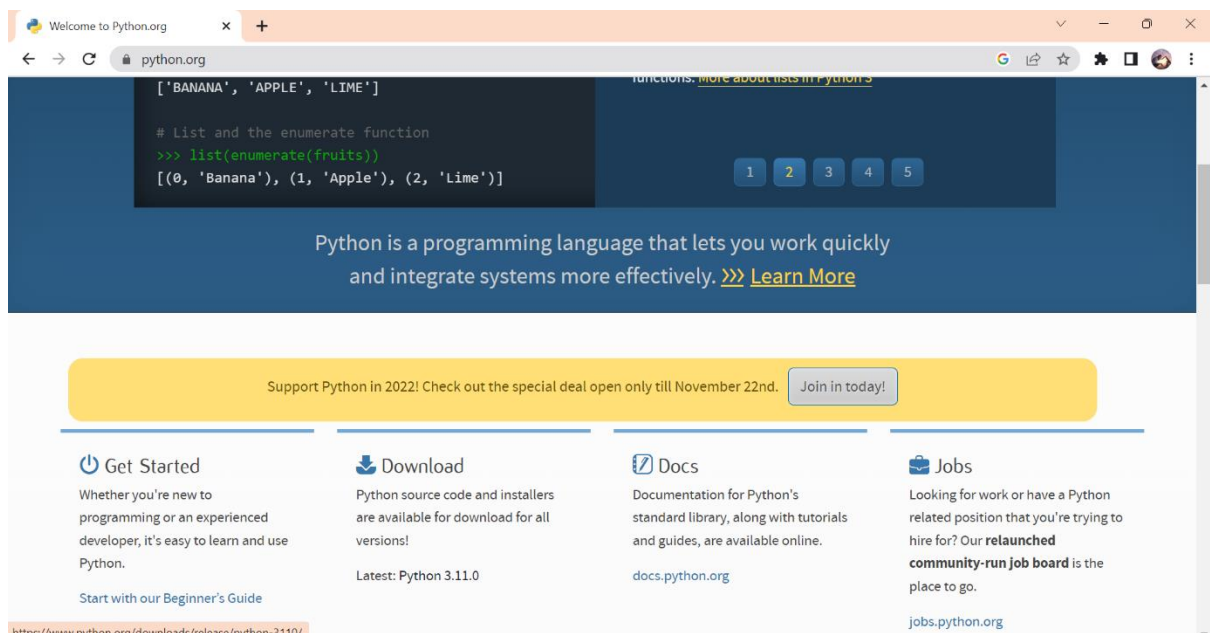 Welcome to Python.org
python.org
['BANANA', 'APPLE', 'LIME']
# List and the enumerate function
>>> list(enumerate(fruits))
[(0, 'Banana'), (1, 'Apple'), (2, 'Lime')]
functions. More about lists in Python 3
1 2 3 4 5
Python is a programming language that lets you work quickly
and integrate systems more effectively. >>> Learn More
Support Python in 2022! Check out the special deal open only till November 22nd. Join in today!
Get Started
Whether you're new to
programming or an experienced
developer, it's easy to learn and use
Python.
Start with our Beginner's Guide
Download
Python source code and installers
are available for download for all
versions!
Latest: Python 3.11.0
Docs
Documentation for Python's
standard library, along with tutorials
and guides, are available online.
docs.python.org
Jobs
Looking for work or have a Python
related position that you're trying to
hire for? Our relaunched
community-run job board is the
place to go.
jobs.python.org
https://www.python.org/downloads/release/python-3110/